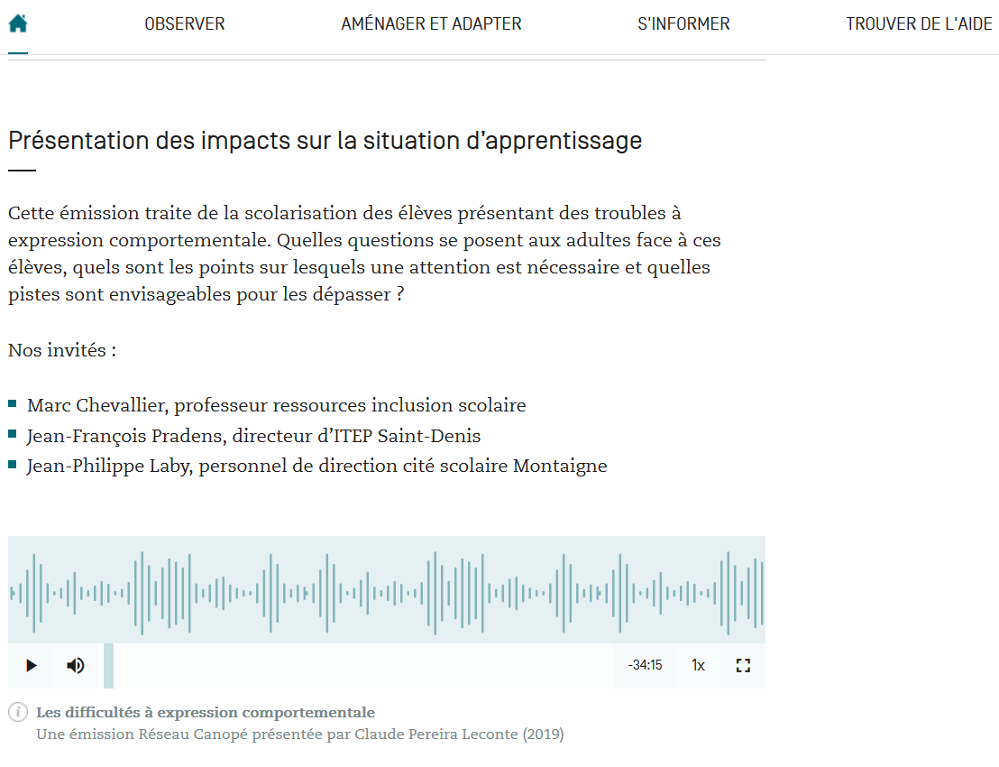 OBSERVER AMÉNAGER ET ADAPTER S'INFORMER TROUVER DE L'AIDE
Présentation des impacts sur la situation d’apprentissage
Cette émission traite de la scolarisation des élèves présentant des troubles à
expression comportementale. Quelles questions se posent aux adultes face à ces
élèves, quels sont les points sur lesquels une attention est nécessaire et quelles
pistes sont envisageables pour les dépasser ?
Nos invités :
Marc Chevallier, professeur ressources inclusion scolaire
Jean-François Pradens, directeur d’ITEP Saint-Denis
Jean-Philippe Laby, personnel de direction cité scolaire Montaigne
-34:15 1x
i Les difficultés à expression comportementale
Une émission Réseau Canopé présentée par Claude Pereira Leconte (2019)